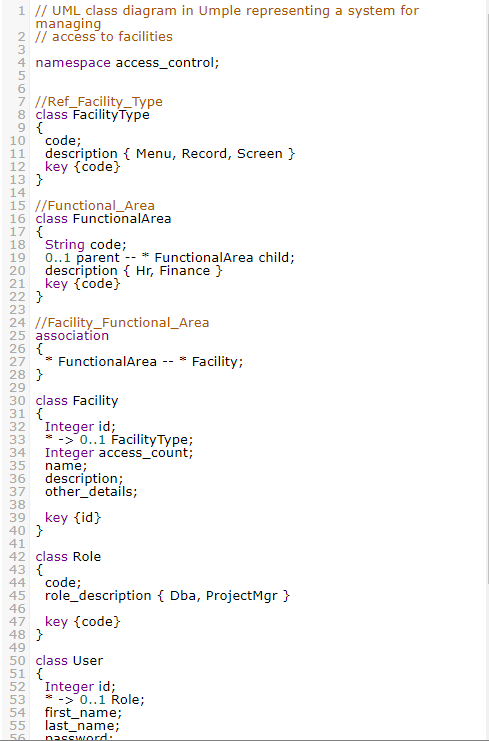 1 // UML class diagram in Umple representing a system for
managing
2 // access to facilities
3
4 namespace access_control;
5
6
7 //Ref_Facility_Type
8 class FacilityType
9 {
10 code;
11 description { Menu, Record, Screen }
12 key {code}
13 }
14
15 //Functional_Area
16 class FunctionalArea
17 {
18 String code;
19 0..1 parent -- * FunctionalArea child;
20 description { Hr, Finance }
21 key {code}
22 }
23
24 //Facility_Functional_Area
25 association
26 {
27 * FunctionalArea -- * Facility;
28 }
29
30 class Facility
31 {
32 Integer id;
33 * -> 0..1 FacilityType;
34 Integer access_count;
35 name;
36 description;
37 other_details;
38
39 key {id}
40 }
41
42 class Role
43 {
44 code;
45 role_description { Dba, ProjectMgr }
46
47 key {code}
48 }
49
50 class User
51 {
52 Integer id;
53 * -> 0..1 Role;
54 first_name;
55 last_name;
56 password;